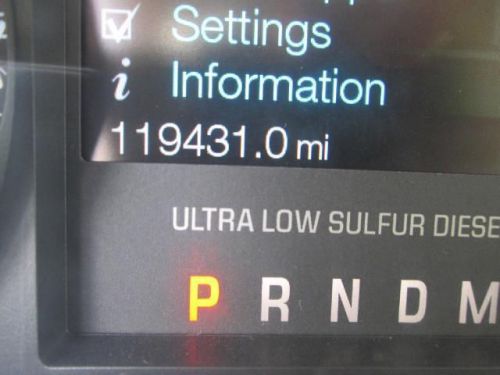 Settings
i Information
119431.0 mi
ULTRA LOW SULFUR DIESE
P R N D M